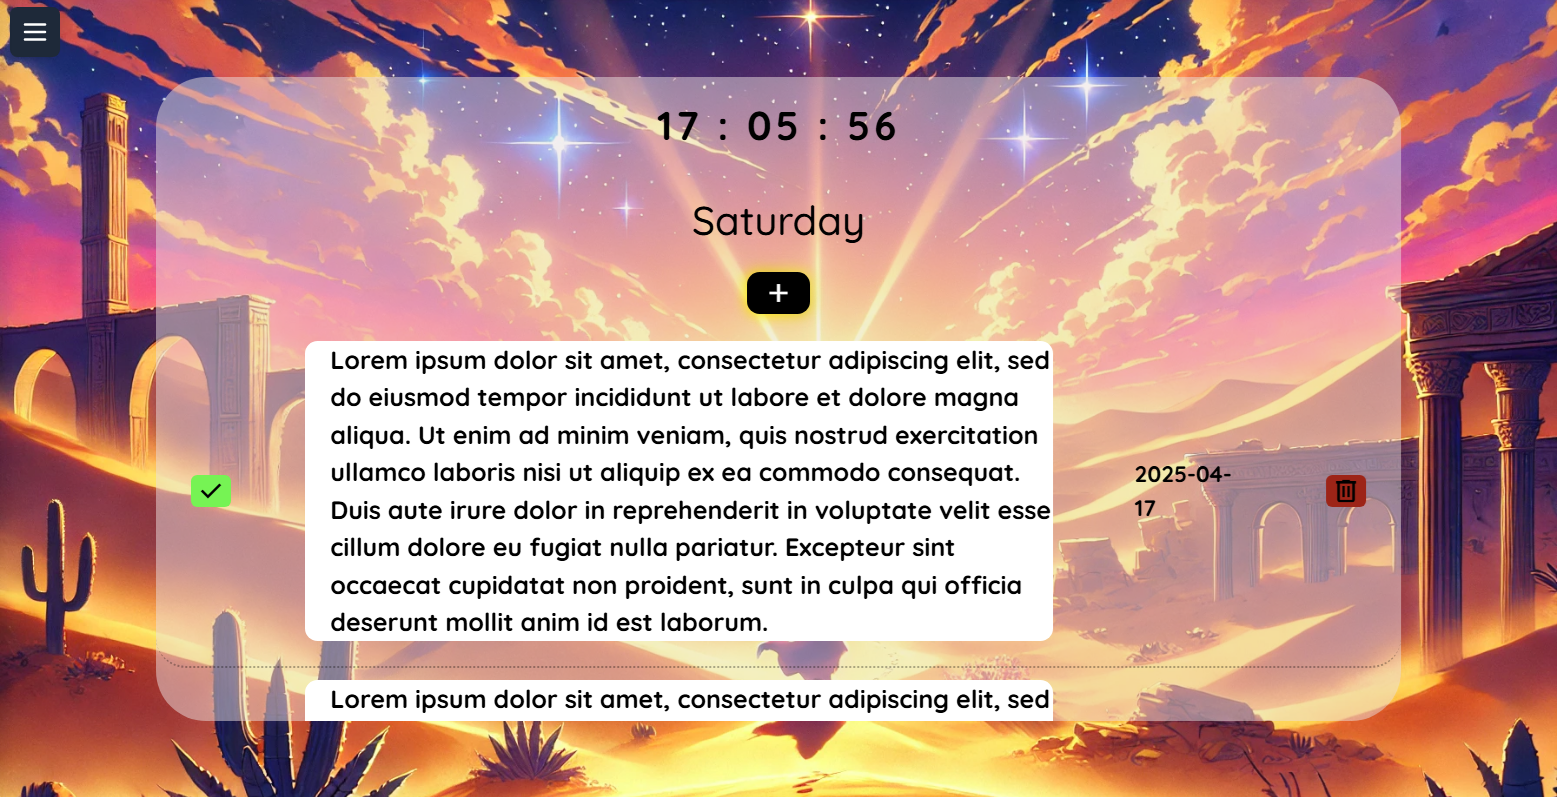 17 : 05 : 56
Saturday
+
Lorem ipsum dolor sit amet, consectetur adipiscing elit, sed
do eiusmod tempor incididunt ut labore et dolore magna
aliqua. Ut enim ad minim veniam, quis nostrud exercitation
ullamco laboris nisi ut aliquip ex ea commodo consequat.
Duis aute irure dolor in reprehenderit in voluptate velit esse
cillum dolore eu fugiat nulla pariatur. Excepteur sint
occaecat cupidatat non proident, sunt in culpa qui officia
deserunt mollit anim id est laborum.
2025-04-
17
Lorem ipsum dolor sit amet, consectetur adipiscing elit, sed